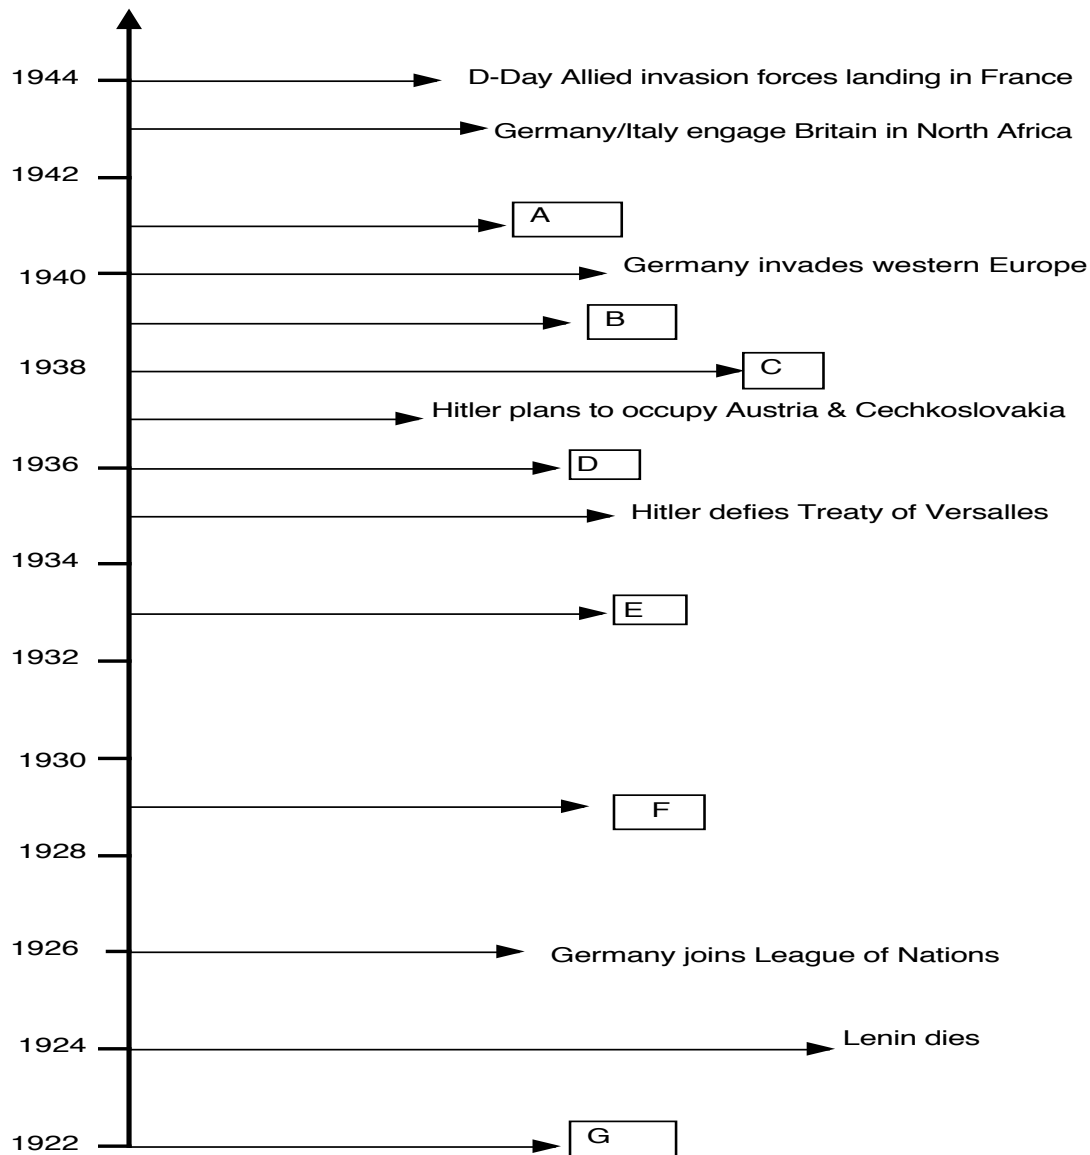 1944
D-Day Allied invasion forces landing in France
Germany/Italy engage Britain in North Africa
1942
A
Germany invades western Europe
1940
B
1938
C
Hitler plans to occupy Austria & Cechkoslovakia
1936
D
Hitler defies Treaty of Versalles
1934
E
1932
1930
F
1928
1926
Germany joins League of Nations
1924
Lenin dies
1922
G